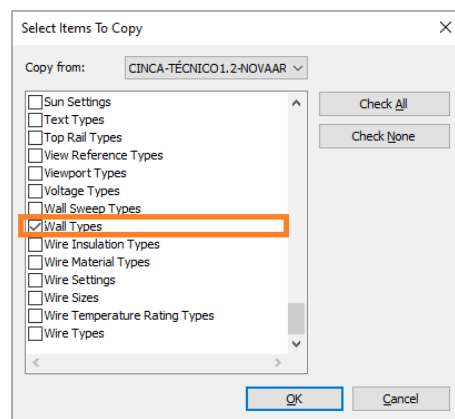 Select Items To Copy
Copy from: CINCA-TÉCNICO1.2-NOVAAR
Sun Settings
Text Types
Top Rail Types
View Reference Types
Viewport Types
Voltage Types
Wall Sweep Types
Wall Types
Wire Insulation Types
Wire Material Types
Wire Settings
Wire Sizes
Wire Temperature Rating Types
Wire Types
Check All
Check None
OK
Cancel